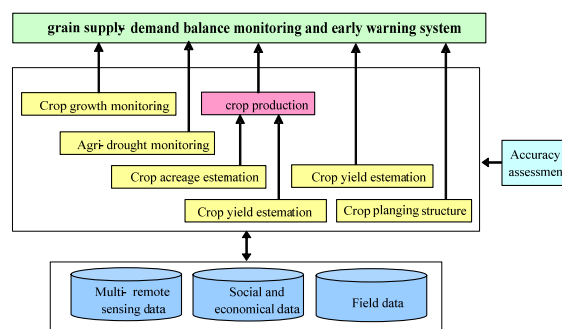 grain supply- demand balance monitoring and early warning system
Crop growth monitoring
crop production
Agri- drought monitoring
Crop acreage estemation
Crop yield estemation
Crop yield estemation
Crop planging structure
Accuracy
assessment
Multi- remote
sensing data
Social and
economical data
Field data